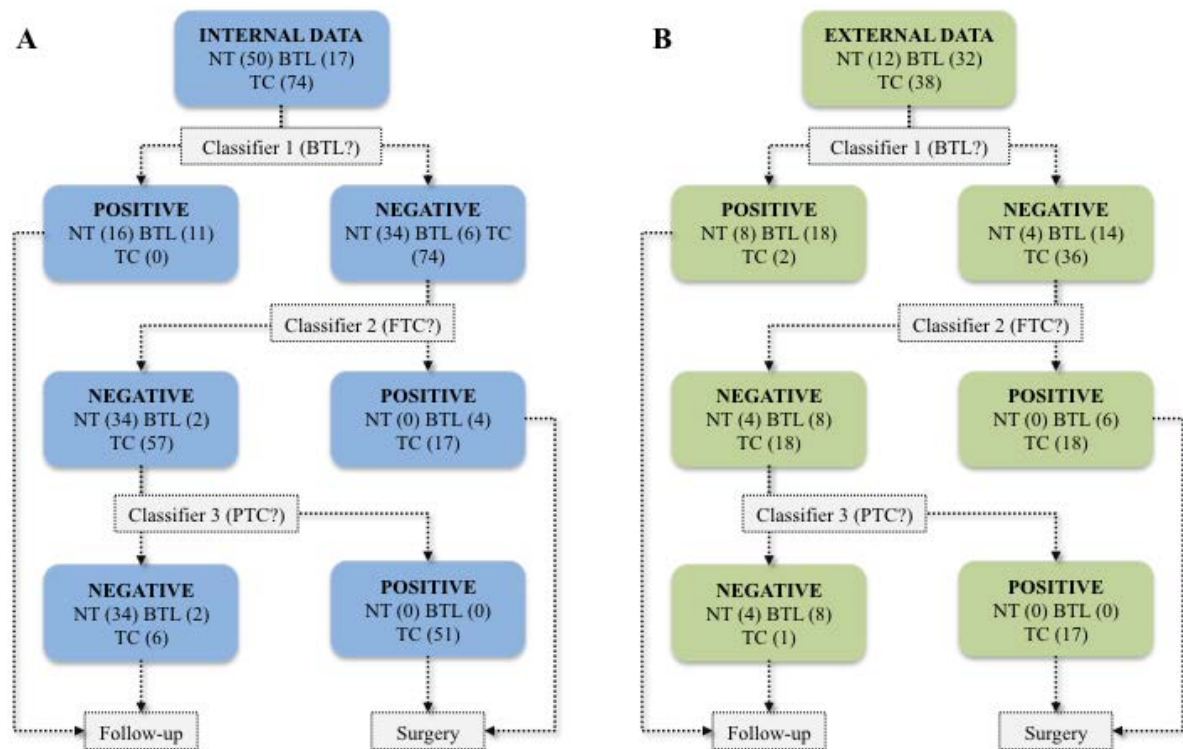 A
INTERNAL DATA
NT (50) BTL (17)
TC (74)
Classifier 1 (BTL?)
POSITIVE
NT (16) BTL (11)
TC (0)
NEGATIVE
NT (34) BTL (6) TC
(74)
Classifier 2 (FTC?)
NEGATIVE
NT (34) BTL (2)
TC (57)
POSITIVE
NT (0) BTL (4)
TC (17)
Classifier 3 (PTC?)
NEGATIVE
NT (34) BTL (2)
TC (6)
POSITIVE
NT (0) BTL (0)
TC (51)
Follow-up
Surgery
B
EXTERNAL DATA
NT (12) BTL (32)
TC (38)
Classifier 1 (BTL?)
POSITIVE
NT (8) BTL (18)
TC (2)
NEGATIVE
NT (4) BTL (14)
TC (36)
Classifier 2 (FTC?)
NEGATIVE
NT (4) BTL (8)
TC (18)
POSITIVE
NT (0) BTL (6)
TC (18)
Classifier 3 (PTC?)
NEGATIVE
NT (4) BTL (8)
TC (1)
POSITIVE
NT (0) BTL (0)
TC (17)
Follow-up
Surgery